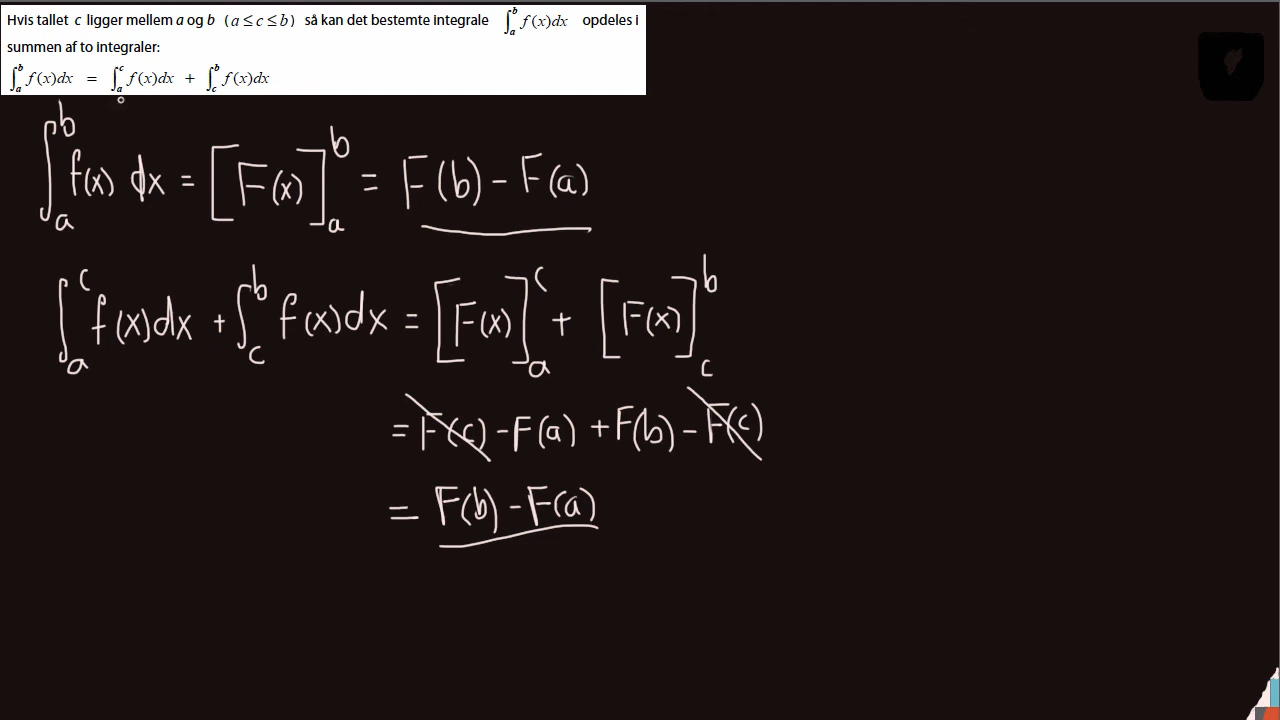 Hvis tallet c ligger mellem a og b (a ≤ c ≤ b) så kan det bestemte integrale ∫_a^b f(x)dx opdeles i
summen af to integraler:
∫_a^b f(x)dx = ∫_a^c f(x)dx + ∫_c^b f(x)dx
∫_a^b f(x) dx = [F(x)]_a^b = F(b) - F(a)
∫_a^c f(x)dx + ∫_c^b f(x)dx = [F(x)]_a^c + [F(x)]_c^b
= F(c) - F(a) + F(b) - F(c)
= F(b) - F(a)